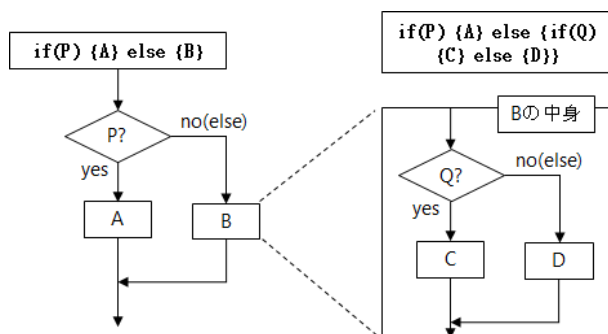 if(P) {A} else {B}
P?
no(else)
yes
A
B
if(P) {A} else {if(Q)
{C} else {D}}
Bの中身
Q?
no(else)
yes
C
D